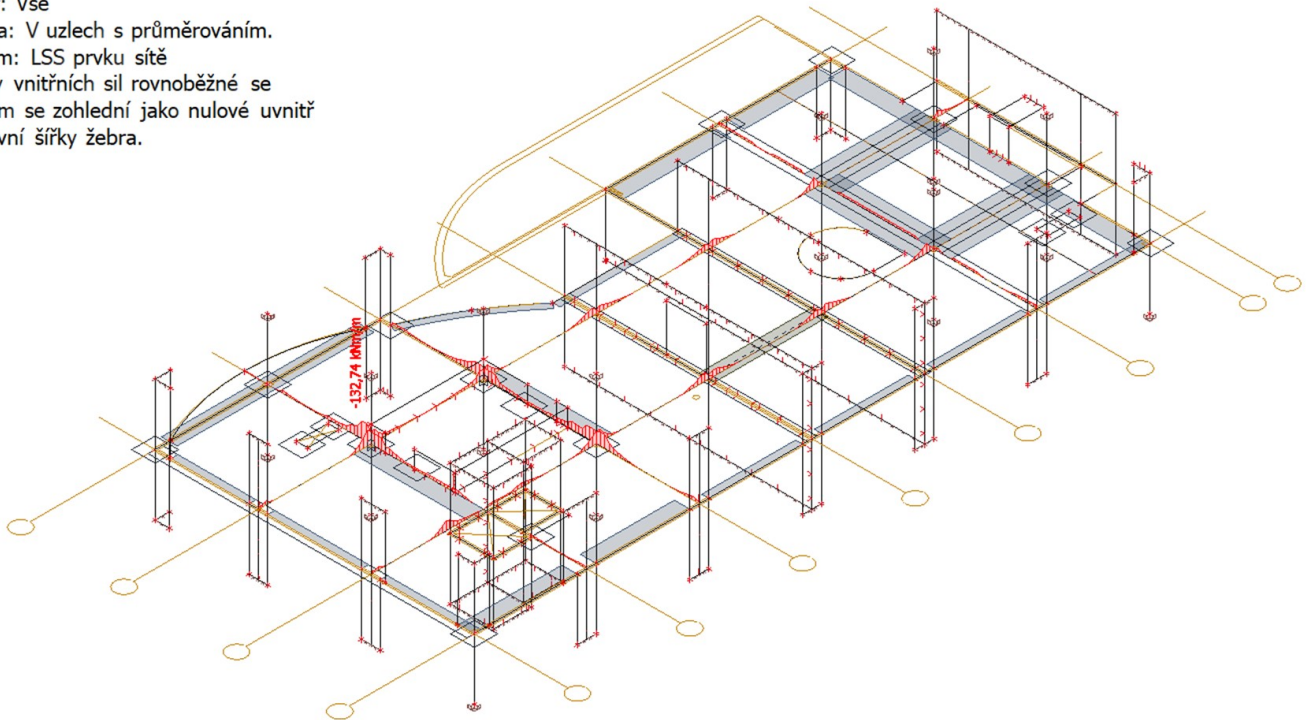 : Vše
a: V uzlech s průměrováním.
m: LSS prvku sítě
v vnitřních sil rovnoběžné se
m se zohlední jako nulové uvnitř
vní šířky žebra.
-132,74 kNm/m